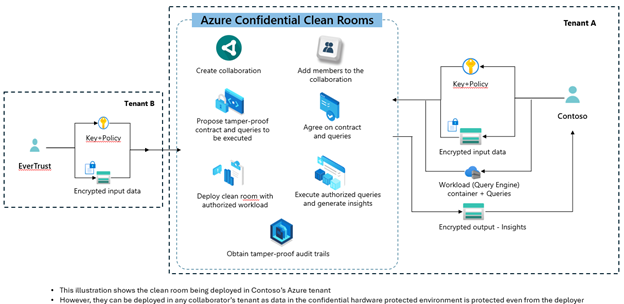 Azure Confidential Clean Rooms
Tenant A
Create collaboration
Add members to the
collaboration
Key+Policy
Contoso
Tenant B
Key+Policy
EverTrust
Encrypted input data
Propose tamper-proof
contract and queries to
be executed
Agree on contract
and queries
Encrypted input data
Deploy clean room with
authorized workload
Execute authorized queries
and generate insights
Workload (Query Engine)
container + Queries
Encrypted output - Insights
Obtain tamper-proof audit trails
• This illustration shows the clean room being deployed in Contoso's Azure tenant
• However, they can be deployed in any collaborator's tenant as data in the confidential hardware protected environment is protected even from the deployer